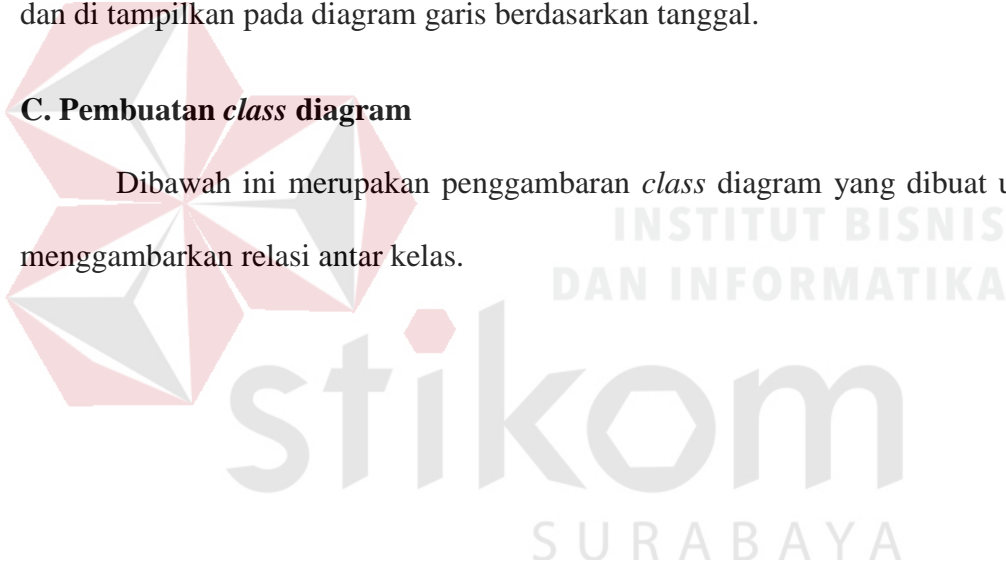 dan di tampilkan pada diagram garis berdasarkan tanggal.
C. Pembuatan class diagram
Dibawah ini merupakan penggambaran class diagram yang dibuat
menggambarkan relasi antar kelas.
INSTITUT BISNIS
DAN INFORMATIKA
stikom
SURABAYA